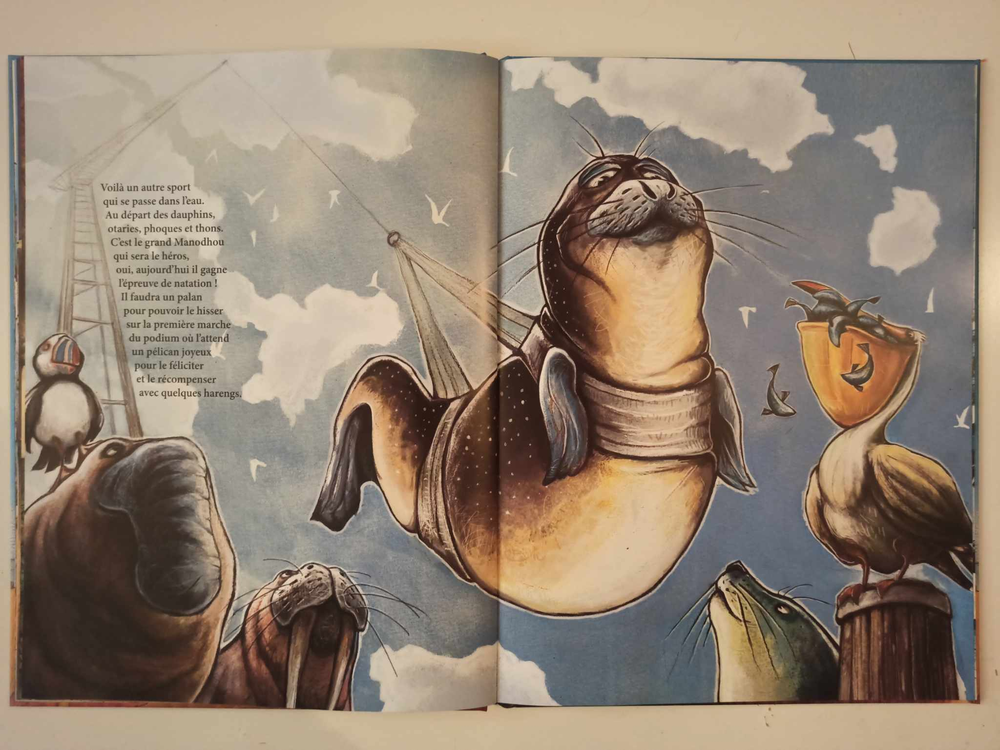 Voilà un autre sport
qui se passe dans l'eau.
Au départ des dauphins,
otaries, phoques et thons.
C'est le grand Manodhou
qui sera le héros,
oui, aujourd'hui il gagne
l'épreuve de natation !
Il faudra un palan
pour pouvoir le hisser
sur la première marche
du podium où l'attend
un pélican joyeux
pour le féliciter
et le récompenser
avec quelques harengs.